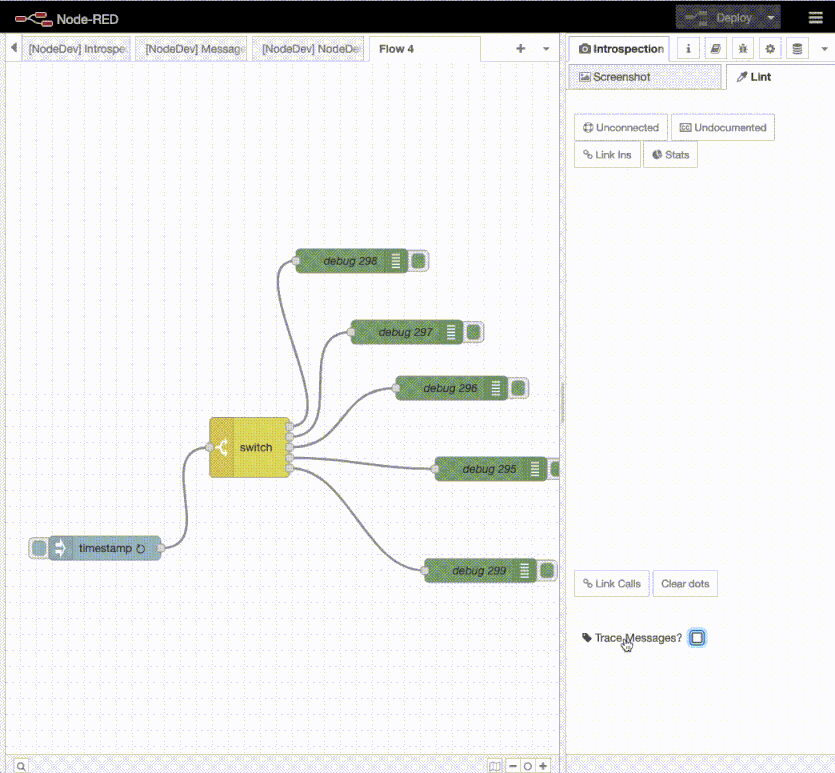 Node-RED
Deploy
[NodeDev] Introspe
[NodeDev] Message
[NodeDev] NodeDe
Flow 4
Introspection
Screenshot
Lint
Unconnected
Undocumented
Link Ins
Stats
debug 298
debug 297
debug 296
switch
debug 295
timestamp ↻
debug 299
Link Calls
Clear dots
Trace Messages?